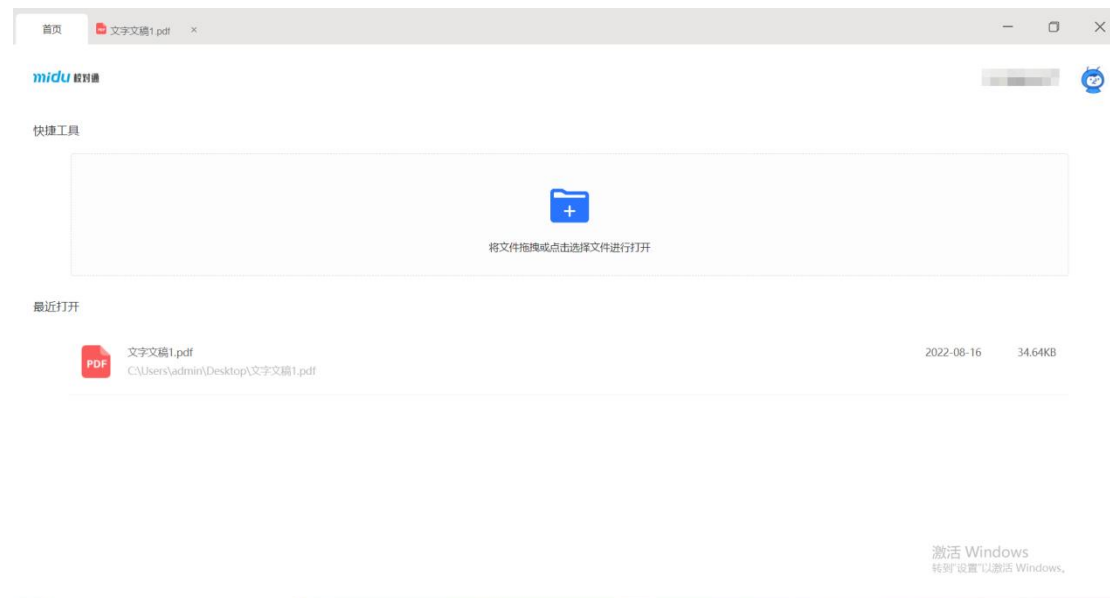 首页
文字文稿1.pdf
midu 校对通
快捷工具
将文件拖拽或点击选择文件进行打开
最近打开
PDF
文字文稿1.pdf
2022-08-16
34.64KB
C:\Users\admin\Desktop\文字文稿1.pdf
激活 Windows
转到"设置"以激活 Windows。